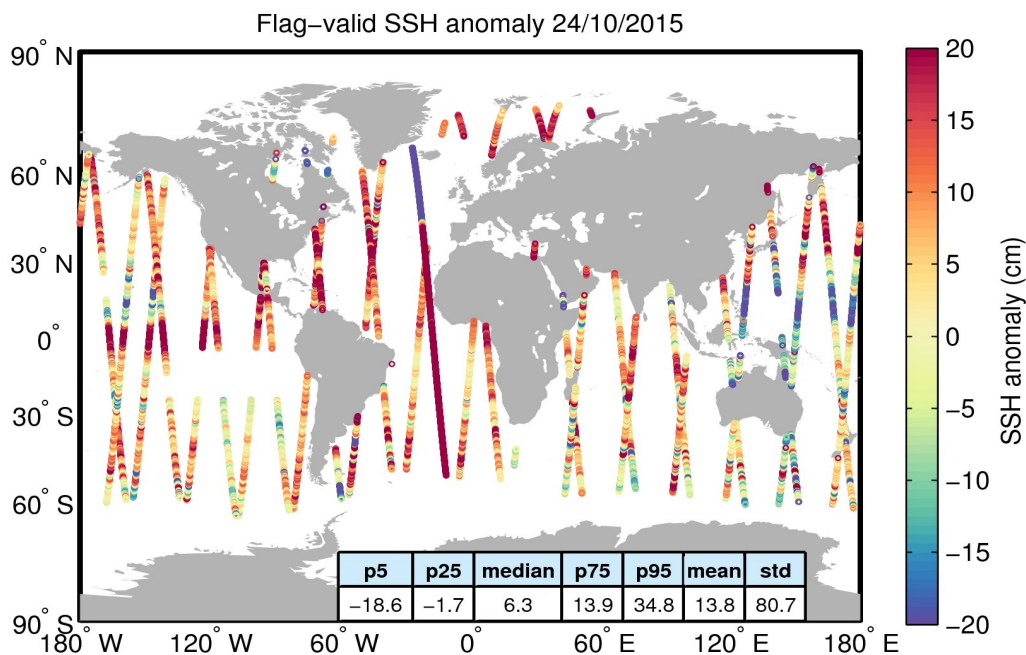 Flag−valid SSH anomaly 24/10/2015
90° N
60° N
30° N
0°
30° S
60° S
90° S
180° W
120° W
60° W
0°
60° E
120° E
180° E
p5 p25 median p75 p95 mean std
−18.6 −1.7 6.3 13.9 34.8 13.8 80.7
20
15
10
5
0
−5
−10
−15
−20
SSH anomaly (cm)